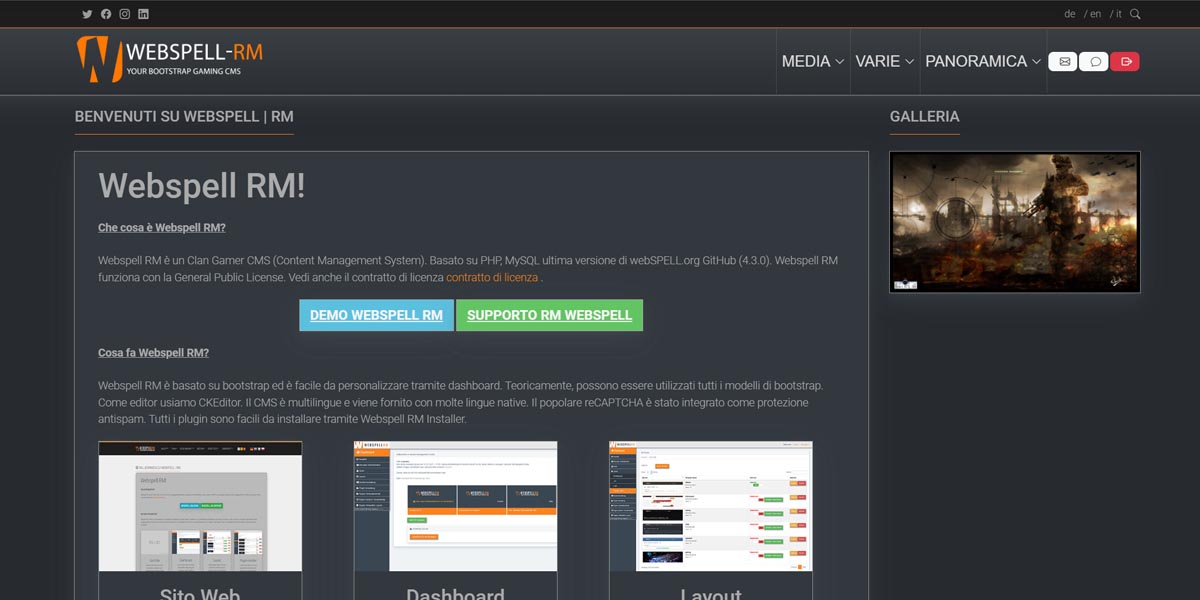 de / en / it
WEBSPELL-RM
YOUR BOOTSTRAP GAMING CMS
MEDIA VARIE PANORAMICA
BENVENUTI SU WEBSPELL | RM
GALLERIA
Webspell RM!
Che cosa è Webspell RM?
Webspell RM è un Clan Gamer CMS (Content Management System). Basato su PHP, MySQL ultima versione di webSPELL.org GitHub (4.3.0). Webspell RM
funziona con la General Public License. Vedi anche il contratto di licenza contratto di licenza .
DEMO WEBSPELL RM SUPPORTO RM WEBSPELL
Cosa fa Webspell RM?
Webspell RM è basato su bootstrap ed è facile da personalizzare tramite dashboard. Teoricamente, possono essere utilizzati tutti i modelli di bootstrap.
Come editor usiamo CKEditor. Il CMS è multilingue e viene fornito con molte lingue native. Il popolare reCAPTCHA è stato integrato come protezione
antispam. Tutti i plugin sono facili da installare tramite Webspell RM Installer.
Sito Web Dashboard Layout